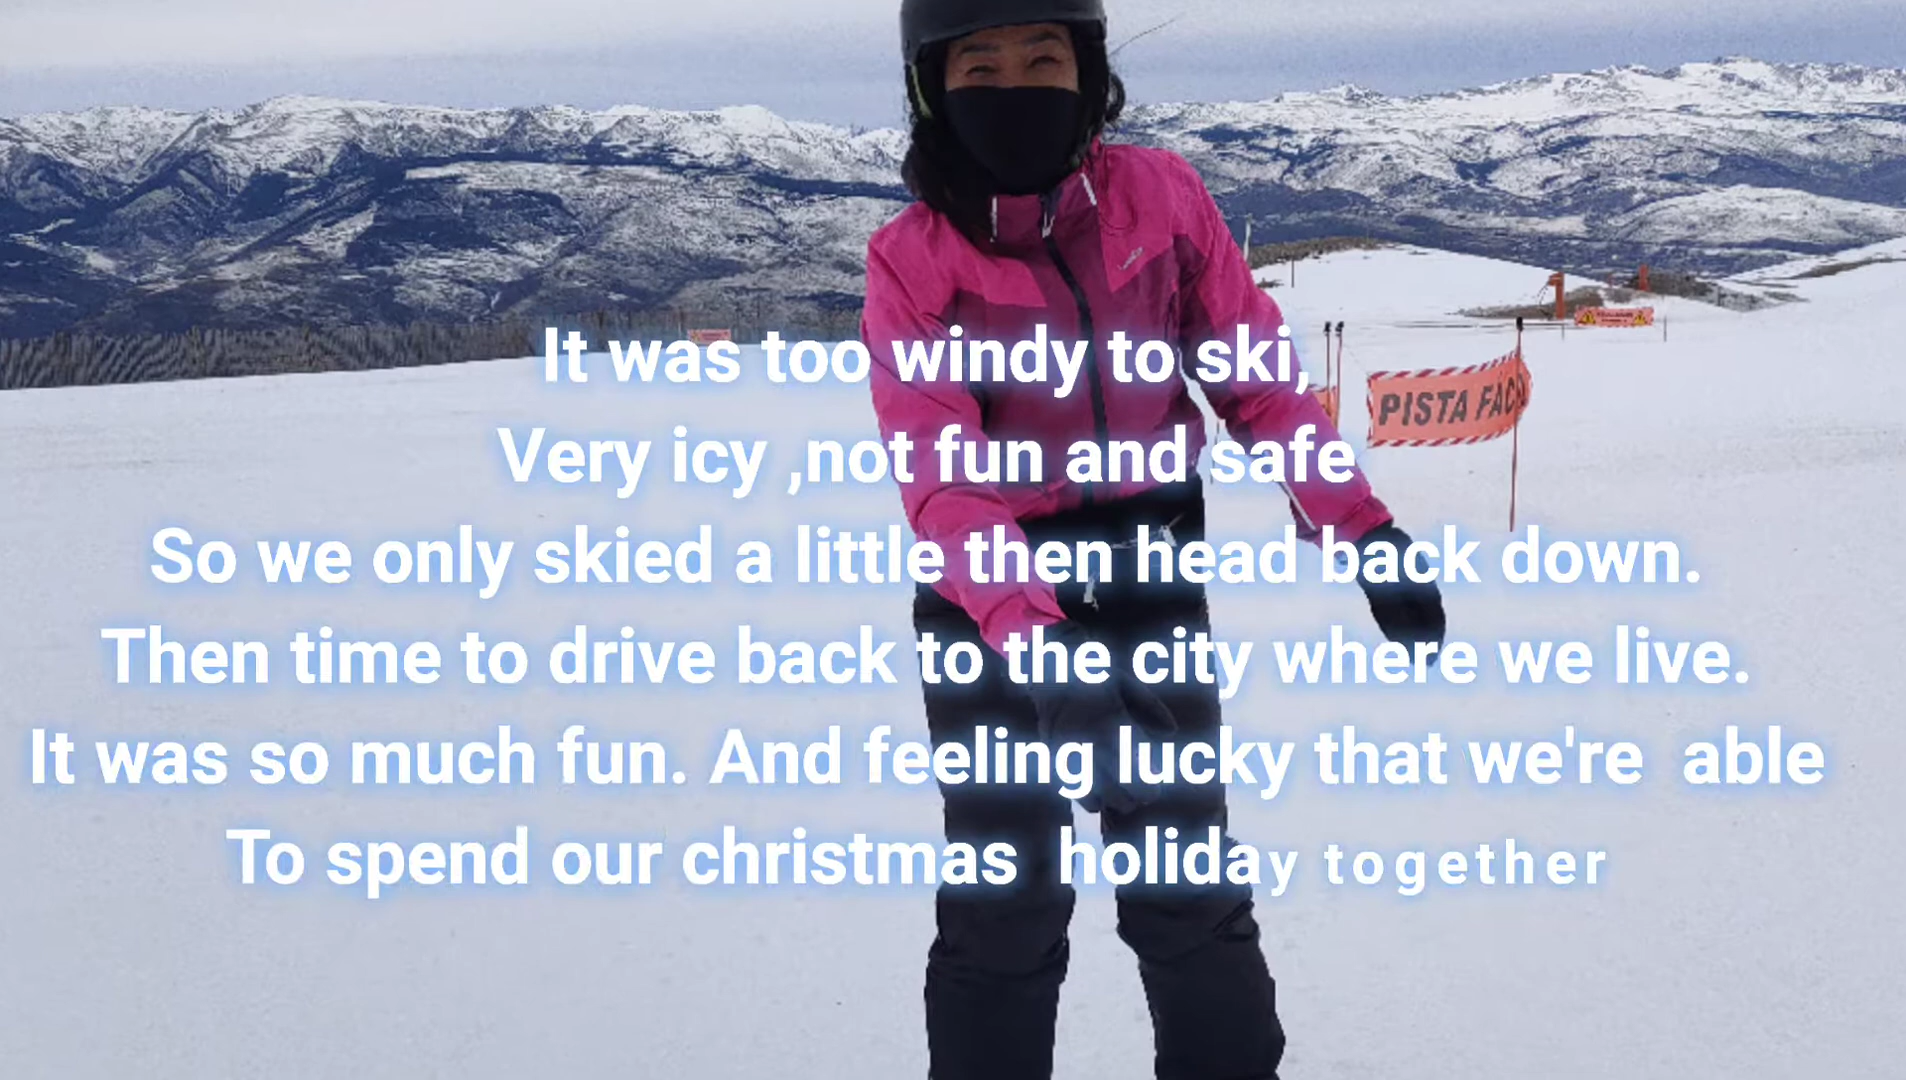 It was too windy to ski,
Very icy ,not fun and safe
So we only skied a little then head back down.
Then time to drive back to the city where we live.
It was so much fun. And feeling lucky that we're  able
To spend our christmas  holiday together
PISTA